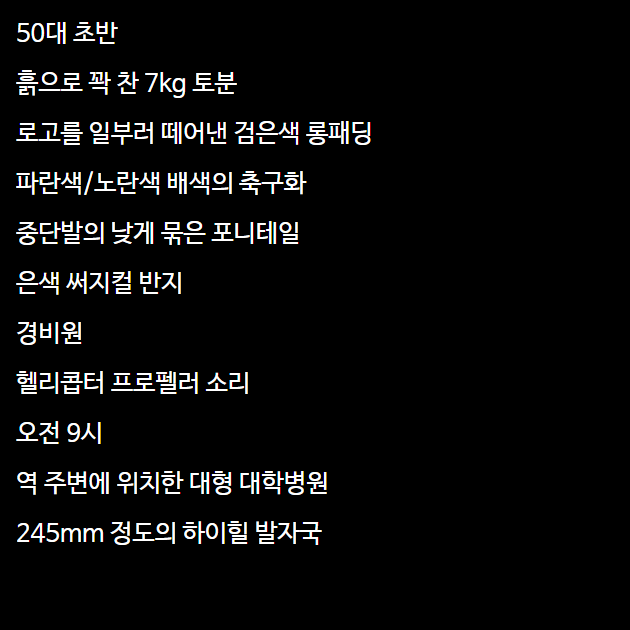 50대 초반
흙으로 꽉 찬 7kg 토분
로고를 일부러 떼어낸 검은색 롱패딩
파란색/노란색 배색의 축구화
중단발의 낮게 묶은 포니테일
은색 써지컬 반지
경비원
헬리콥터 프로펠러 소리
오전 9시
역 주변에 위치한 대형 대학병원
245mm 정도의 하이힐 발자국